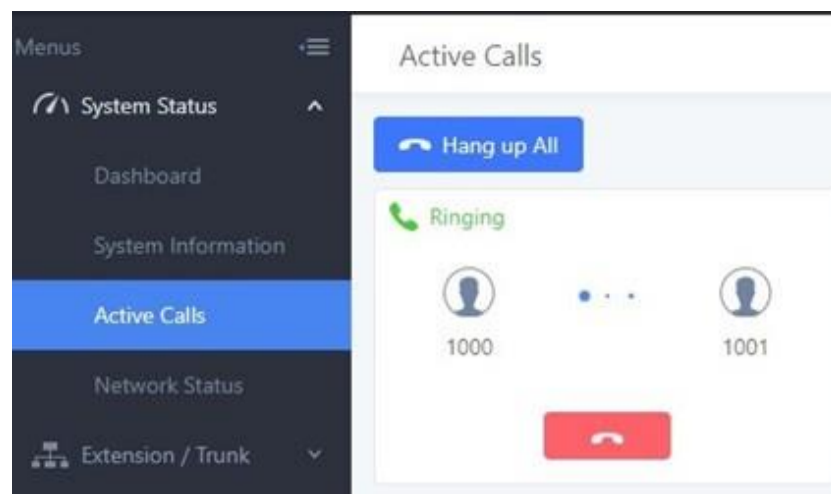 Menus
System Status
Dashboard
System Information
Active Calls
Network Status
Extension / Trunk
Active Calls
Hang up All
Ringing
1000
1001